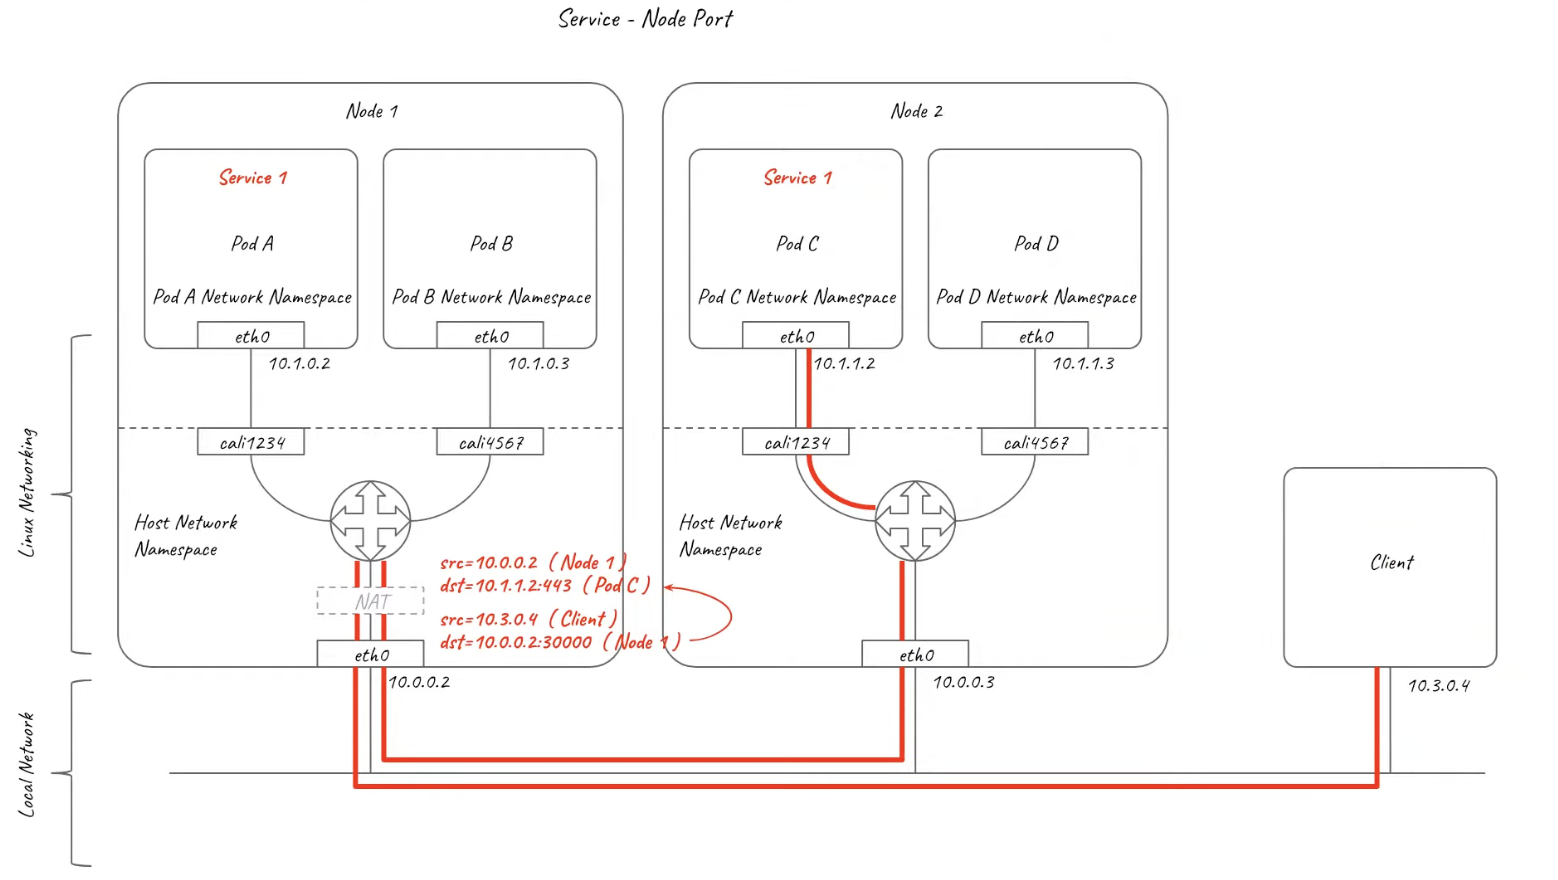 Service - Node Port
Node 1
Service 1
Pod A
Pod A Network Namespace
eth0
10.1.0.2
Pod B
Pod B Network Namespace
eth0
10.1.0.3
cali1234
cali4567
Host Network
Namespace
NAT
src=10.0.0.2 ( Node 1 )
dst=10.1.1.2:443 ( Pod C )
src=10.3.0.4 ( Client )
dst=10.0.0.2:30000 ( Node 1 )
eth0
10.0.0.2
Node 2
Service 1
Pod C
Pod C Network Namespace
eth0
10.1.1.2
Pod D
Pod D Network Namespace
eth0
10.1.1.3
cali1234
cali4567
Host Network
Namespace
eth0
10.0.0.3
Client
10.3.0.4
Linux Networking
Local Network